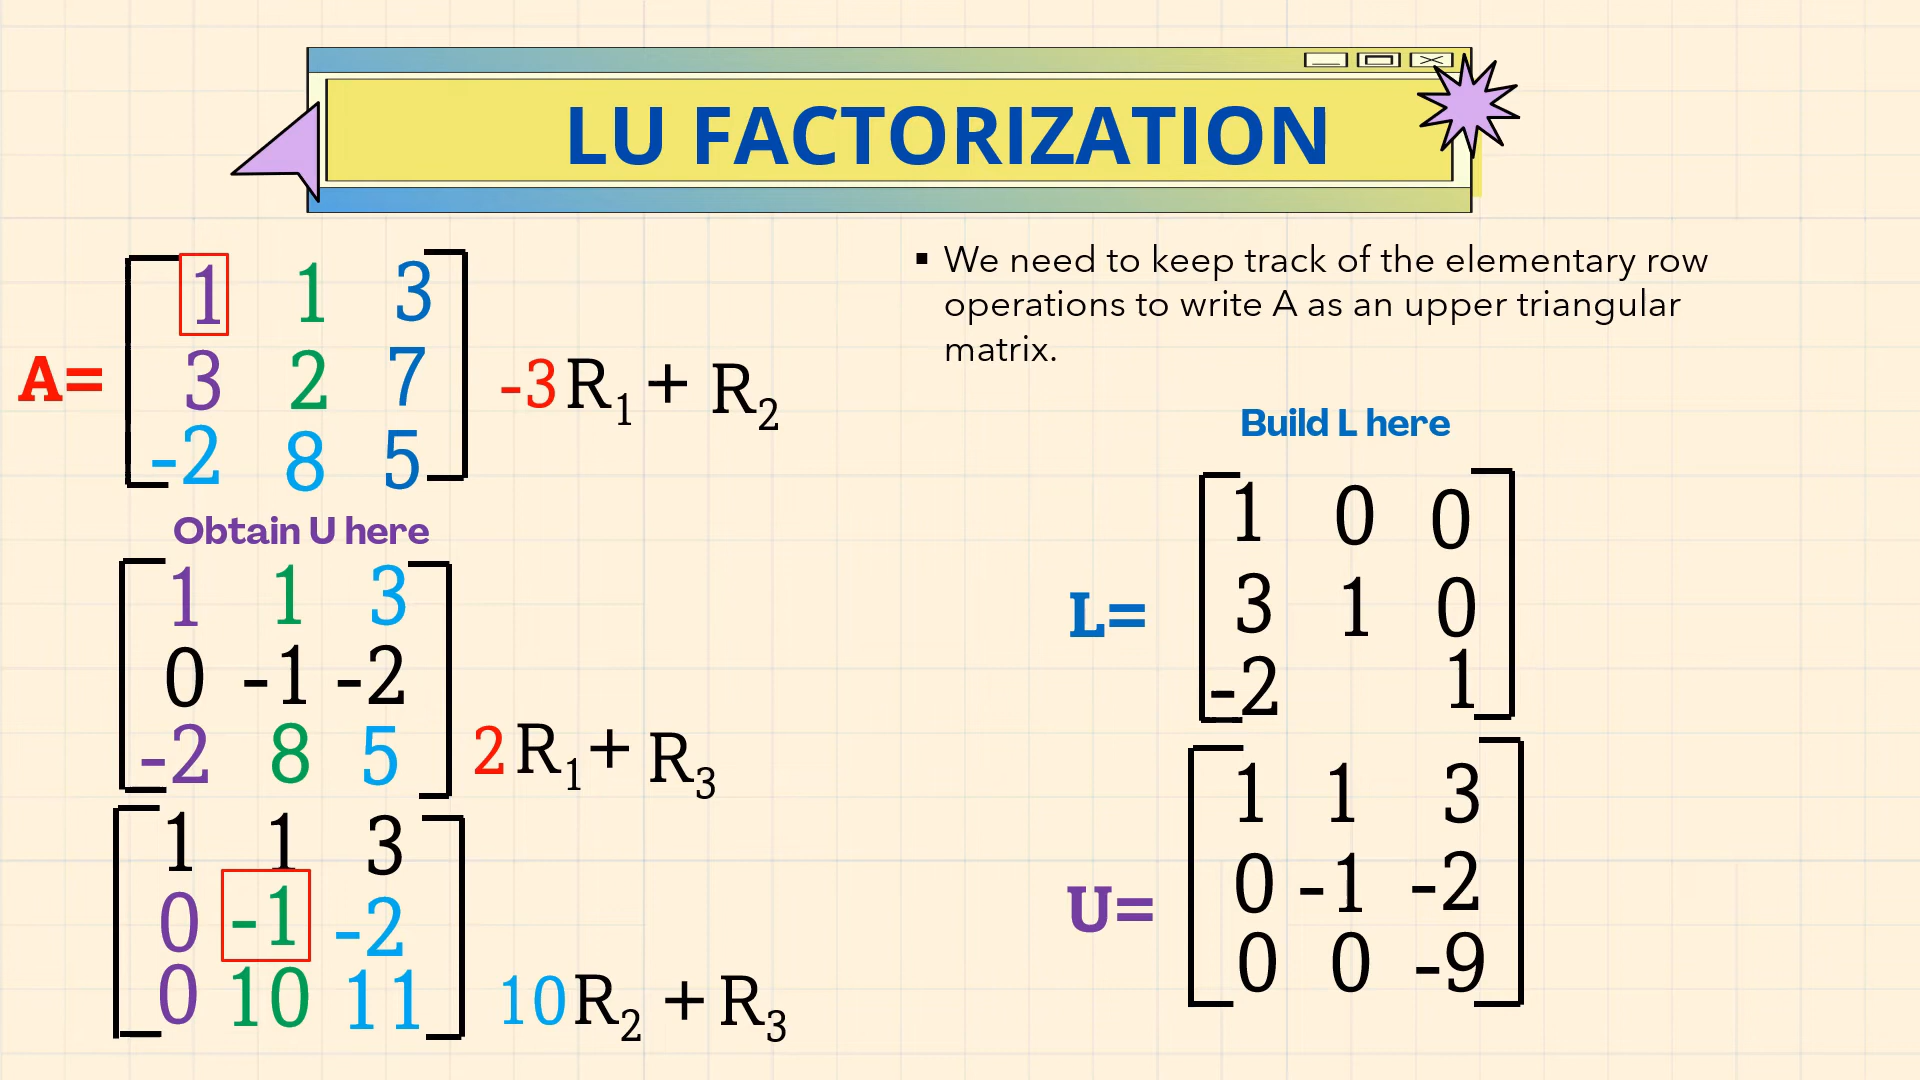 LU FACTORIZATION
▪ We need to keep track of the elementary row
operations to write A as an upper triangular
matrix.
A=
1 1 3
3 2 7
-2 8 5
-3R₁ + R₂
Obtain U here
1 1 3
0 -1 -2
-2 8 5
2R₁ + R₃
1 1 3
0 -1 -2
0 10 11
10R₂ + R₃
Build L here
L=
1 0 0
3 1 0
-2 1
U=
1 1 3
0 -1 -2
0 0 -9